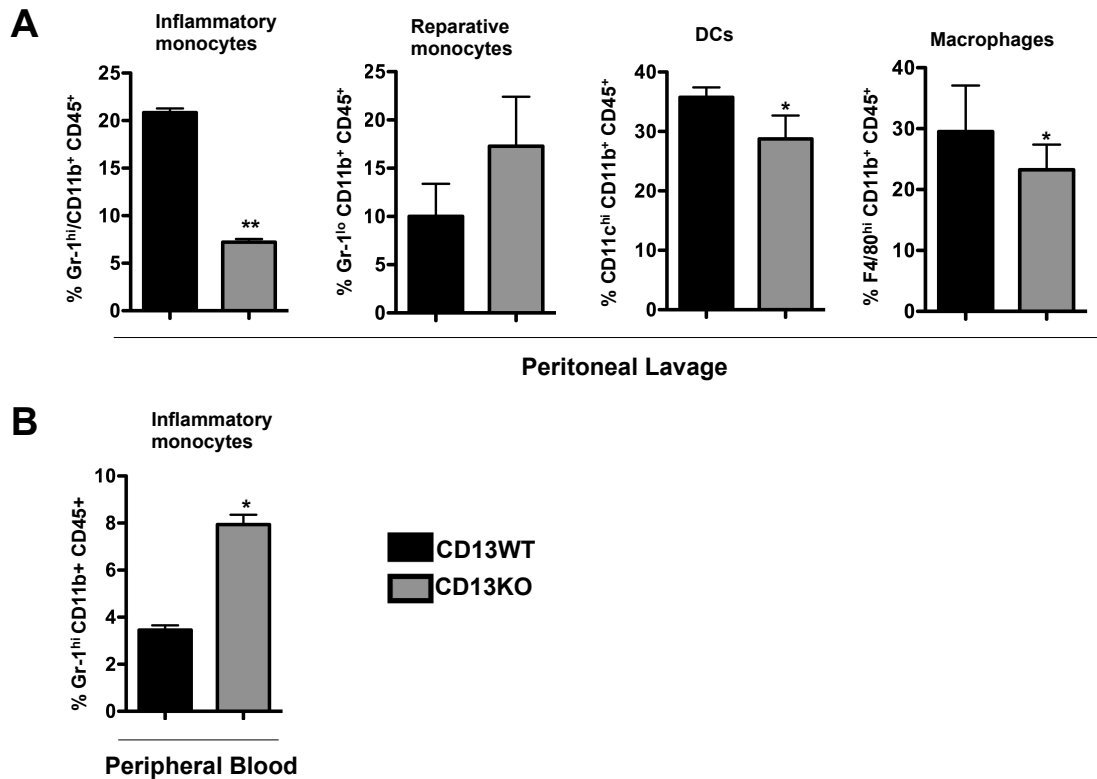 A
Inflammatory
monocytes
% Gr-1hi/CD11b+ CD45+
25
20
15
10
5
0
**
Reparative
monocytes
% Gr-1lo CD11b+ CD45+
25
20
15
10
5
0
DCs
% CD11chi CD11b+ CD45+
40
30
20
10
0
*
Macrophages
% F4/80hi CD11b+ CD45+
40
30
20
10
0
*
Peritoneal Lavage
B
Inflammatory
monocytes
% Gr-1hi CD11b+ CD45+
10
8
6
4
2
0
*
Peripheral Blood
CD13WT
CD13KO